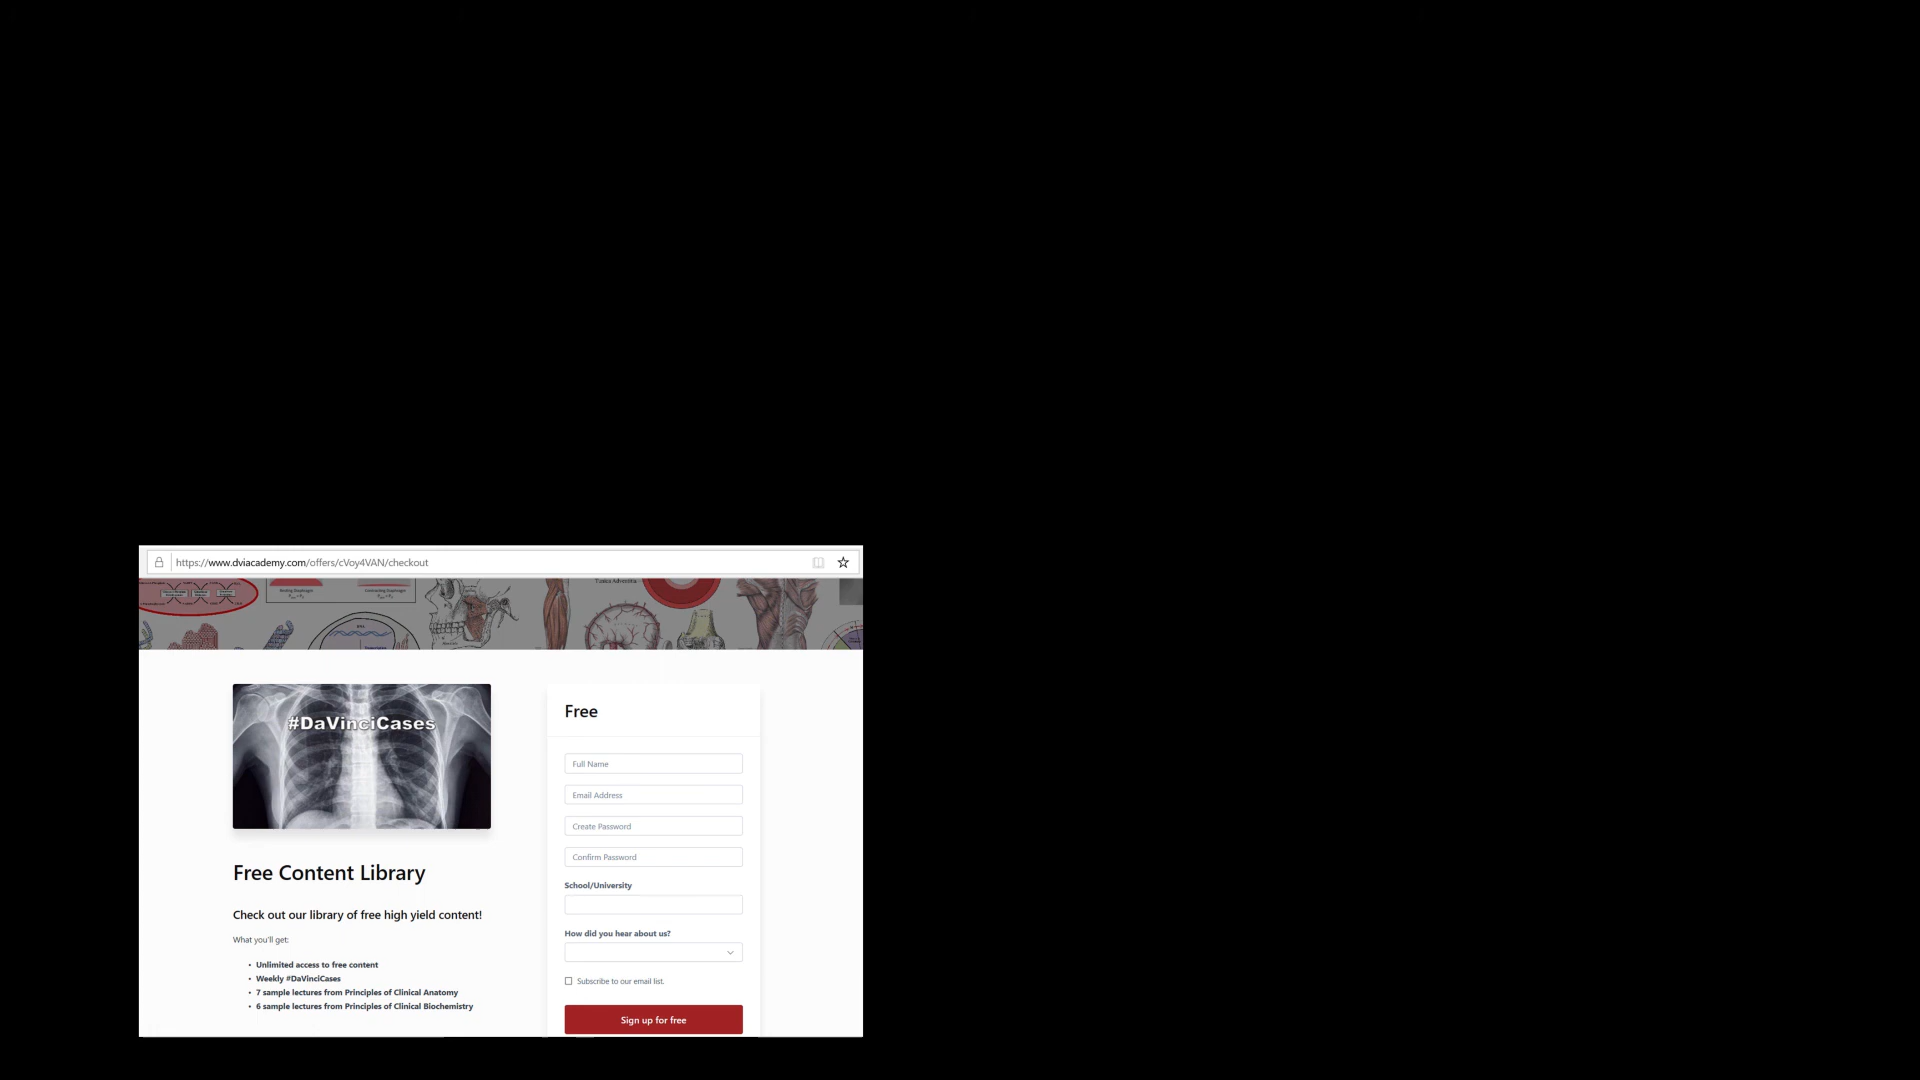 https://www.dviacademy.com/offers/cVoy4VAN/checkout
Tunica Adventitia
#DaVinciCases
Free Content Library
Check out our library of free high yield content!
What you'll get:
• Unlimited access to free content
• Weekly #DaVinciCases
• 7 sample lectures from Principles of Clinical Anatomy
• 6 sample lectures from Principles of Clinical Biochemistry
Free
Full Name
Email Address
Create Password
Confirm Password
School/University
How did you hear about us?
Subscribe to our email list.
Sign up for free